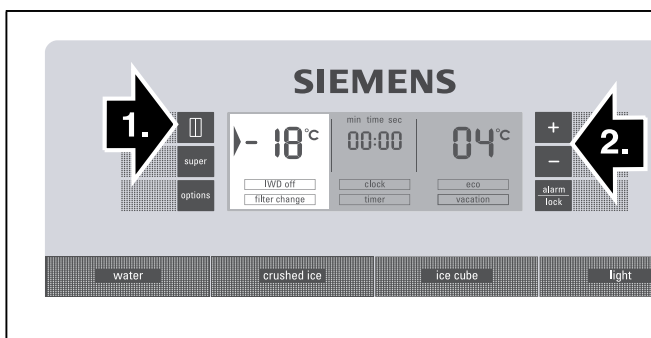 SIEMENS
1.
super
options
- 18°C
IWD off
filter change
min time sec
00:00
clock
timer
04°C
eco
vacation
+
-
alarm
lock
2.
water
crushed ice
ice cube
light